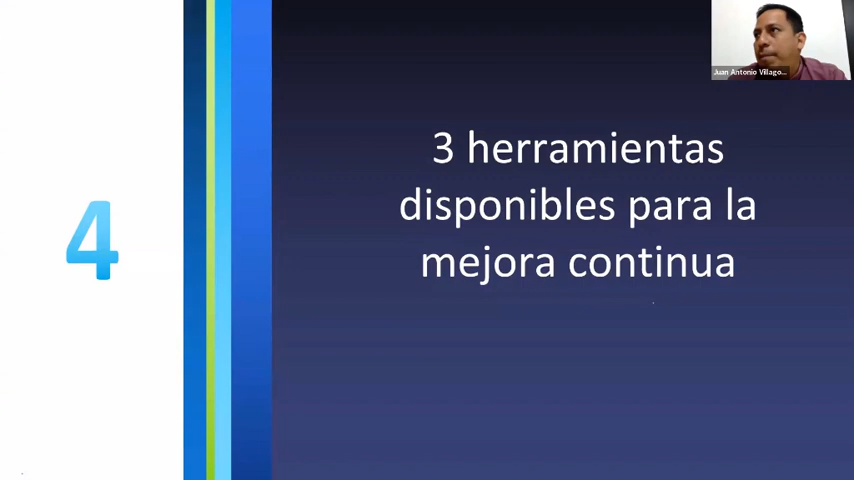 Juan Antonio Villago...
4
3 herramientas
disponibles para la
mejora continua